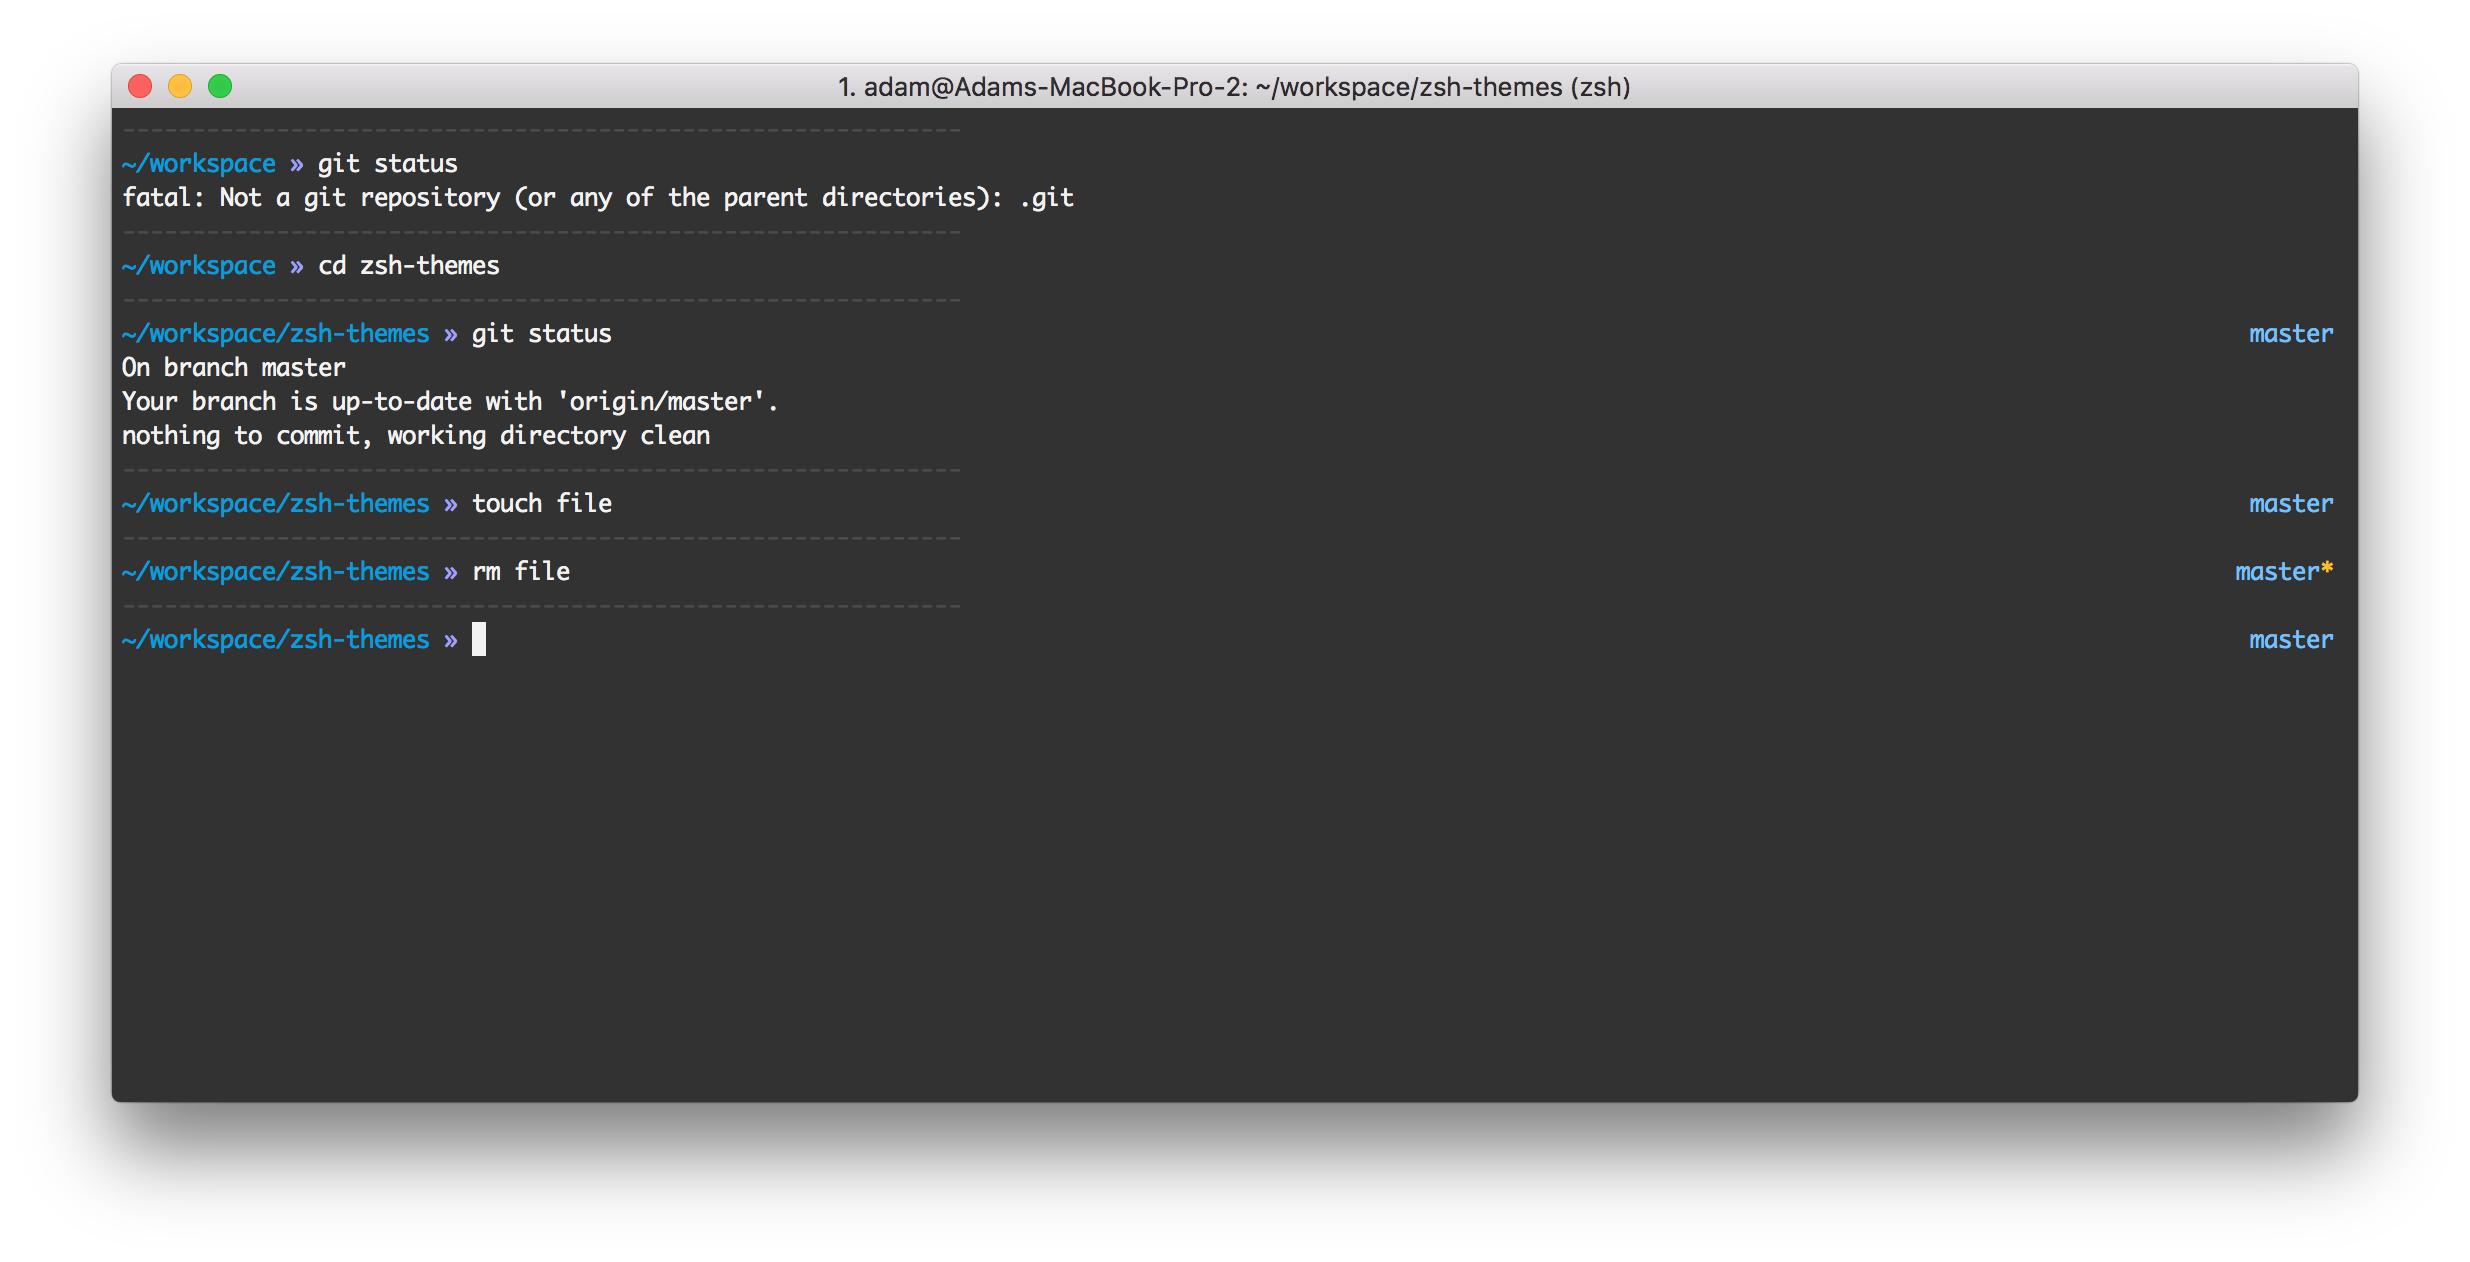 1. adam@Adams-MacBook-Pro-2: ~/workspace/zsh-themes (zsh)
------------------------------------------------------------
~/workspace » git status
fatal: Not a git repository (or any of the parent directories): .git
------------------------------------------------------------
~/workspace » cd zsh-themes
------------------------------------------------------------
~/workspace/zsh-themes » git status master
On branch master
Your branch is up-to-date with 'origin/master'.
nothing to commit, working directory clean
------------------------------------------------------------
~/workspace/zsh-themes » touch file master
------------------------------------------------------------
~/workspace/zsh-themes » rm file master*
------------------------------------------------------------
~/workspace/zsh-themes » master